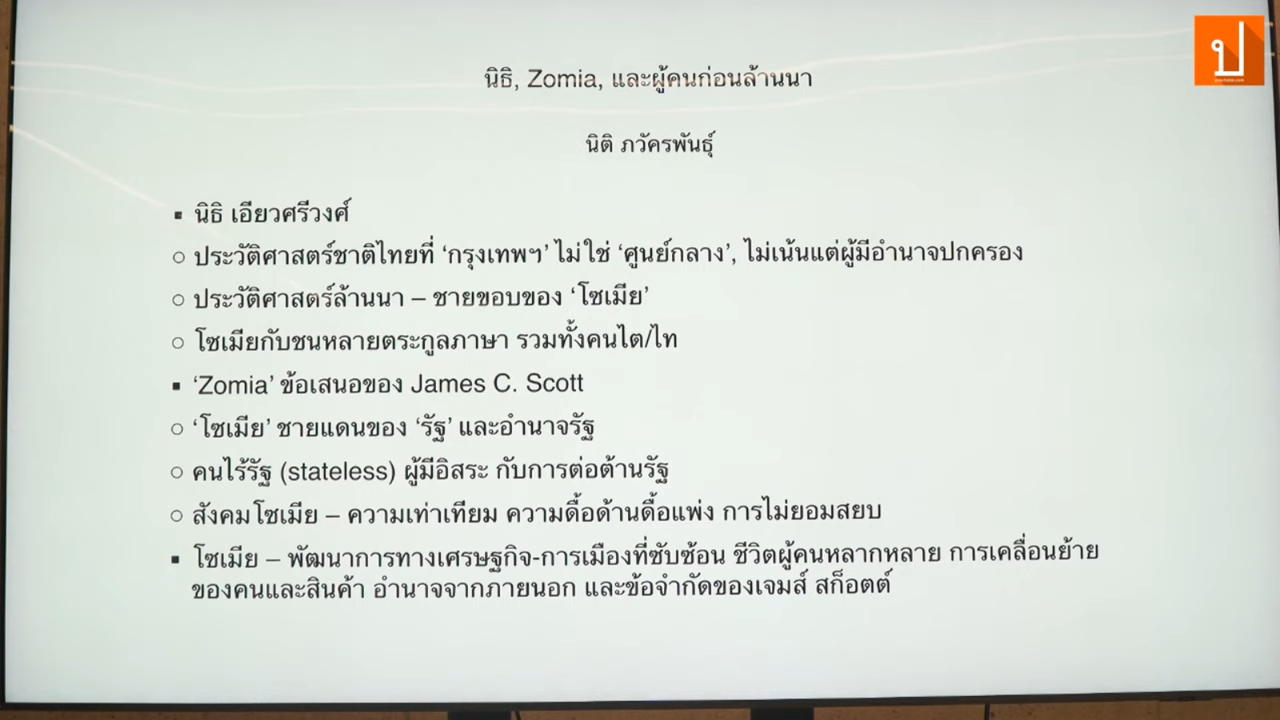 ป
นิธิ, Zomia, และผู้คนก่อนล้านนา
นิติ ภวัครพันธุ์
▪ นิธิ เอียวศรีวงศ์
○ ประวัติศาสตร์ชาติไทยที่ ‘กรุงเทพฯ’ ไม่ใช่ ‘ศูนย์กลาง’, ไม่เน้นแต่ผู้มีอำนาจปกครอง
○ ประวัติศาสตร์ล้านนา – ชายขอบของ ‘โซเมีย’
○ โซเมียกับชนหลายตระกูลภาษา รวมทั้งคนไต/ไท
▪ ‘Zomia’ ข้อเสนอของ James C. Scott
○ ‘โซเมีย’ ชายแดนของ ‘รัฐ’ และอำนาจรัฐ
○ คนไร้รัฐ (stateless) ผู้มีอิสระ กับการต่อต้านรัฐ
○ สังคมโซเมีย – ความเท่าเทียม ความดื้อด้านดื้อแพ่ง การไม่ยอมสยบ
▪ โซเมีย – พัฒนาการทางเศรษฐกิจ-การเมืองที่ซับซ้อน ชีวิตผู้คนหลากหลาย การเคลื่อนย้าย
ของคนและสินค้า อำนาจจากภายนอก และข้อจำกัดของเจมส์ สก็อตต์